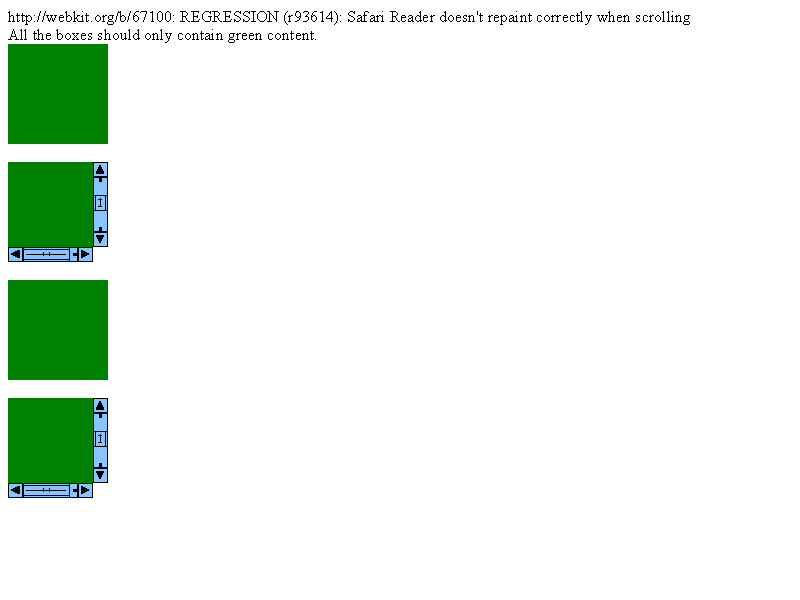 http://webkit.org/b/67100: REGRESSION (r93614): Safari Reader doesn't repaint correctly when scrolling
All the boxes should only contain green content.